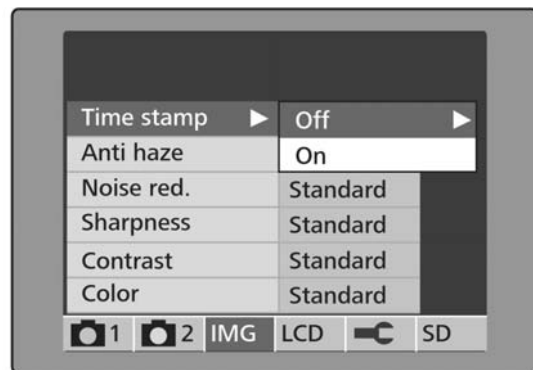 Time stamp ▶ Off ▶
Anti haze On
Noise red. Standard
Sharpness Standard
Contrast Standard
Color Standard
1 2 IMG LCD SD